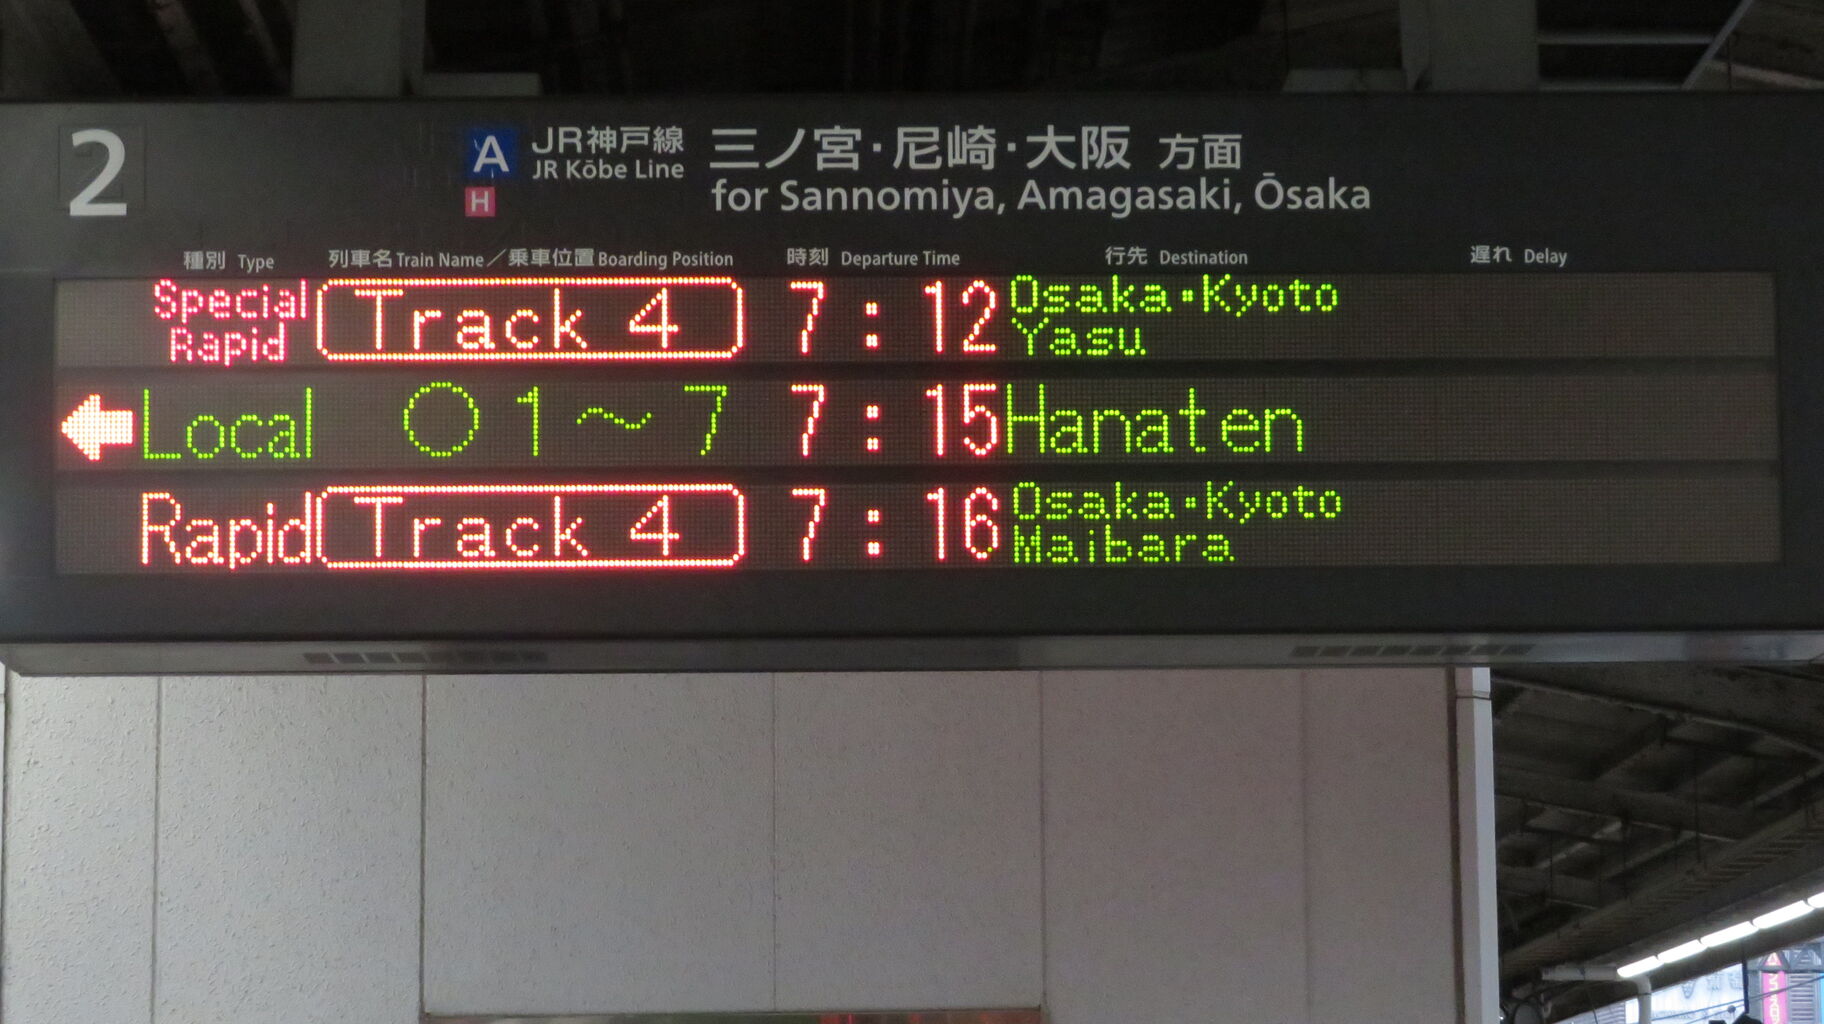 2
A JR神戸線 三ノ宮・尼崎・大阪 方面
H JR Kōbe Line for Sannomiya, Amagasaki, Ōsaka
種別 Type 列車名 Train Name／乗車位置 Boarding Position 時刻 Departure Time 行先 Destination 遅れ Delay
Special Rapid Track 4 7:12 Osaka・Kyoto Yasu
← Local ○1～7 7:15 Hanaten
Rapid Track 4 7:16 Osaka・Kyoto Maibara